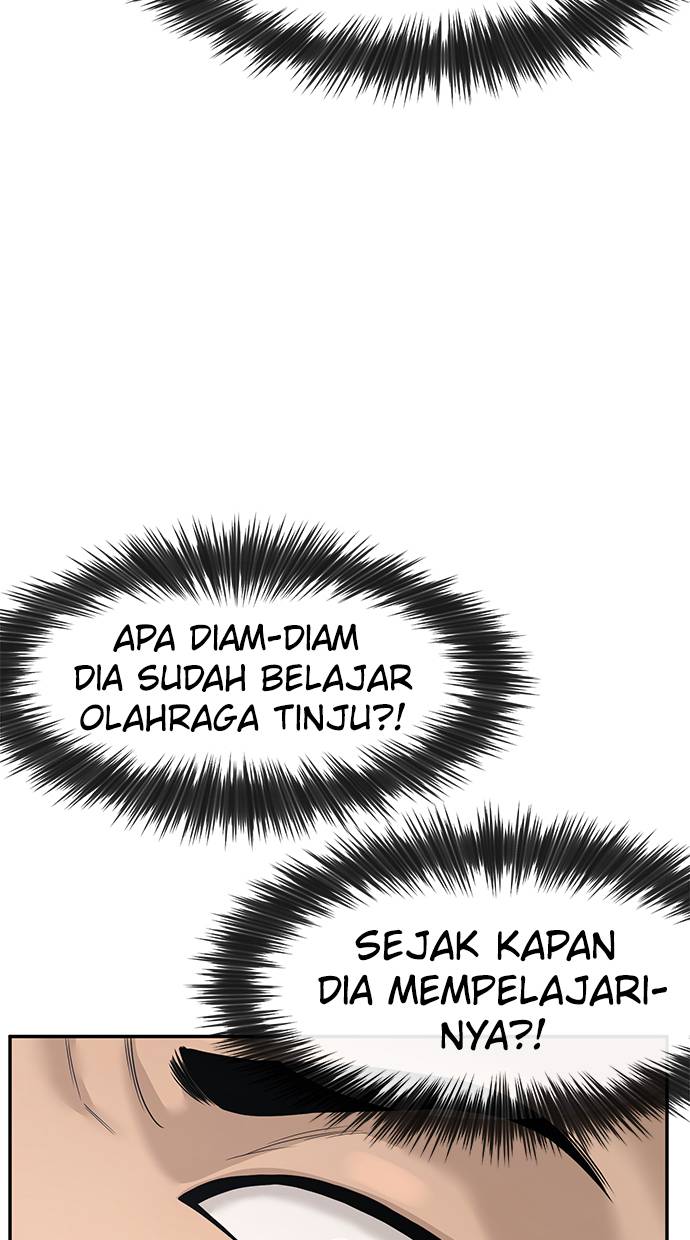 APA DIAM-DIAM
DIA SUDAH BELAJAR
OLAHRAGA TINJU?!
SEJAK KAPAN
DIA MEMPELAJARI-
NYA?!